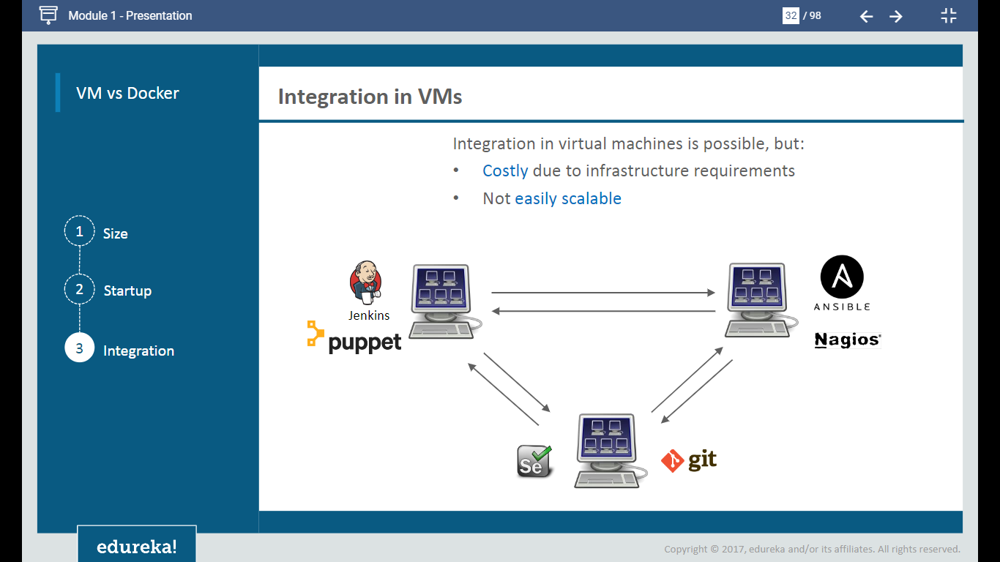 Module 1 - Presentation
32 / 98
VM vs Docker
1 Size
2 Startup
3 Integration
Integration in VMs
Integration in virtual machines is possible, but:
• Costly due to infrastructure requirements
• Not easily scalable
Jenkins
puppet
ANSIBLE
Nagios®
Se
git
edureka!
Copyright © 2017, edureka and/or its affiliates. All rights reserved.